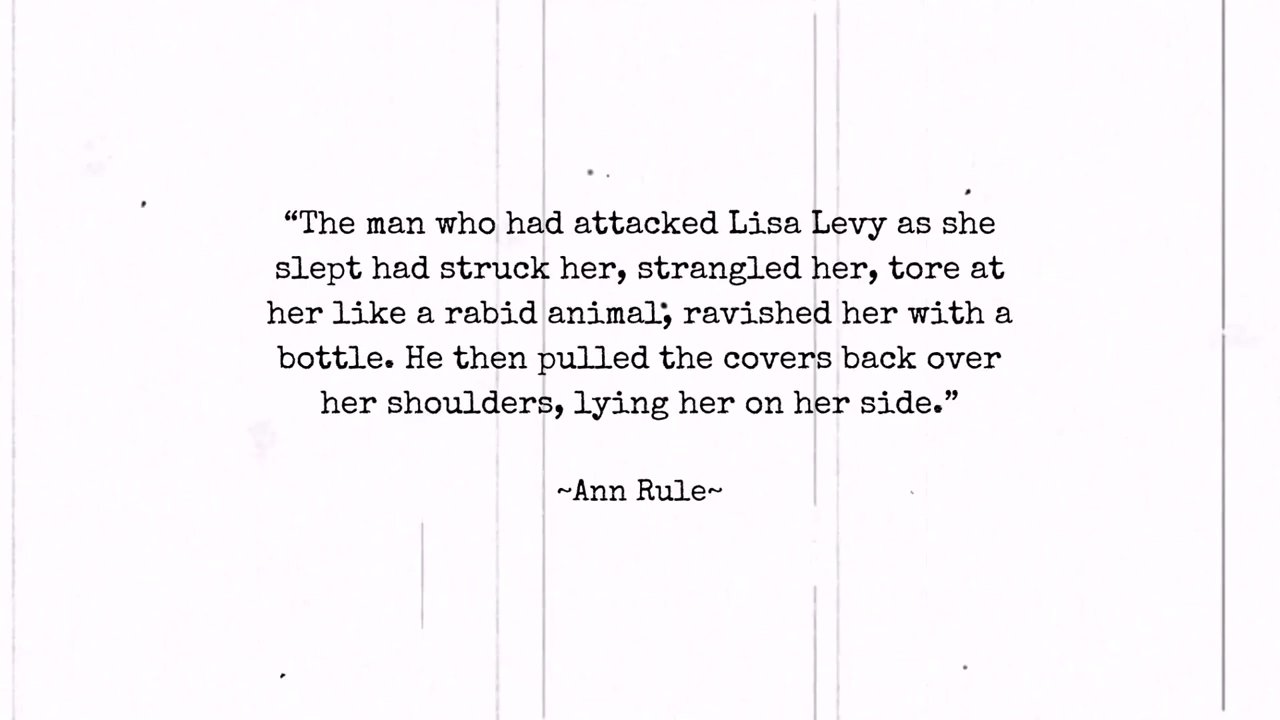 “The man who had attacked Lisa Levy as she
slept had struck her, strangled her, tore at
her like a rabid animal, ravished her with a
bottle. He then pulled the covers back over
her shoulders, lying her on her side.”
~Ann Rule~